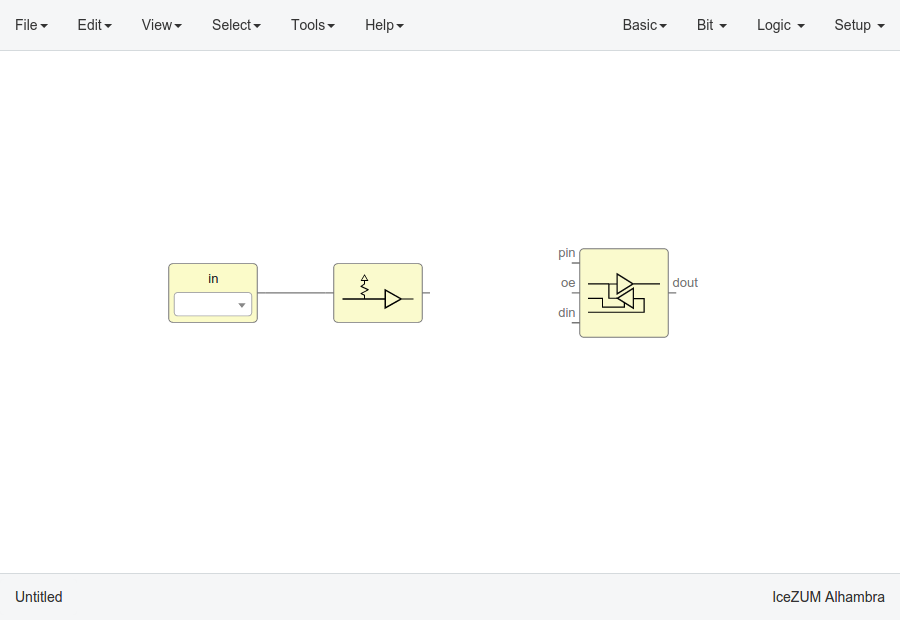 File Edit View Select Tools Help Basic Bit Logic Setup
in
pin
oe
din
dout
Untitled IceZUM Alhambra